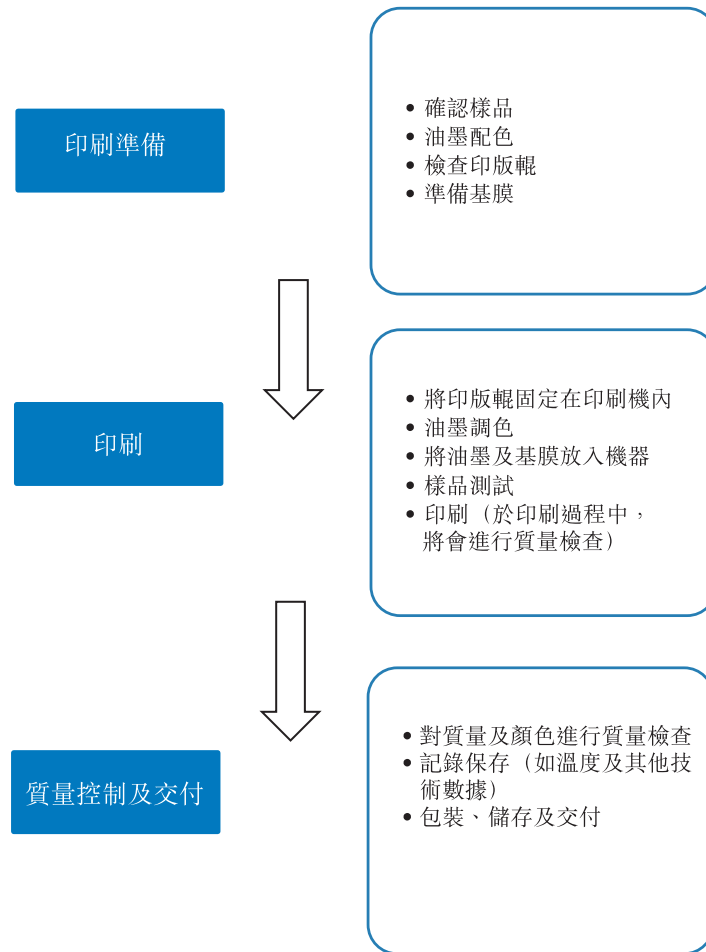 印刷準備
• 確認樣品
• 油墨配色
• 檢查印版輥
• 準備基膜
印刷
• 將印版輥固定在印刷機內
• 油墨調色
• 將油墨及基膜放入機器
• 樣品測試
• 印刷（於印刷過程中，
將會進行質量檢查）
質量控制及交付
• 對質量及顏色進行質量檢查
• 記錄保存（如溫度及其他技
術數據）
• 包裝、儲存及交付